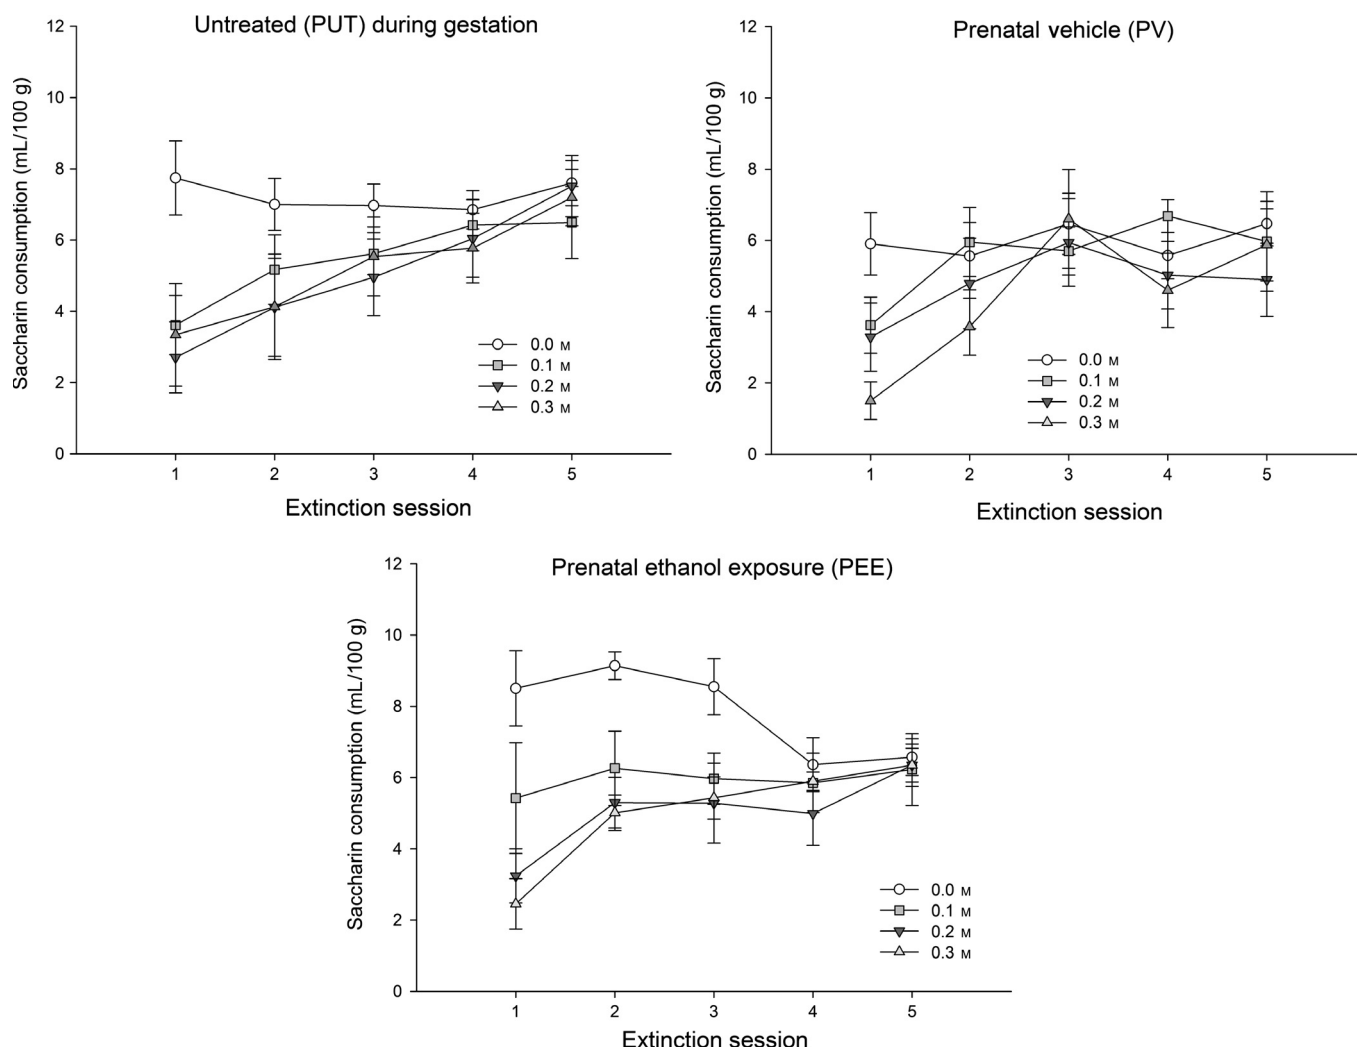 Untreated (PUT) during gestation
Saccharin consumption (mL/100 g)
12
10
8
6
4
2
0
0.0 M
0.1 M
0.2 M
0.3 M
1 2 3 4 5
Extinction session
Prenatal vehicle (PV)
Saccharin consumption (mL/100 g)
12
10
8
6
4
2
0
0.0 M
0.1 M
0.2 M
0.3 M
1 2 3 4 5
Extinction session
Prenatal ethanol exposure (PEE)
Saccharin consumption (mL/100 g)
12
10
8
6
4
2
0
0.0 M
0.1 M
0.2 M
0.3 M
1 2 3 4 5
Extinction session